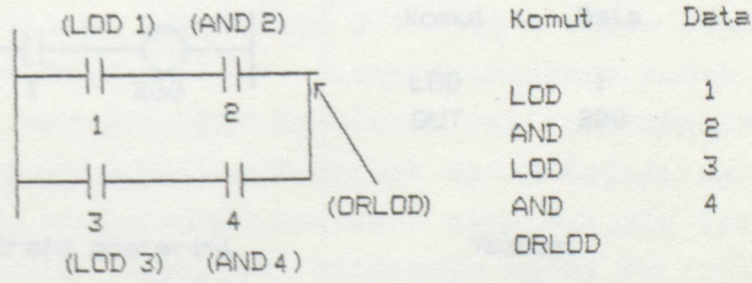 (LOD 1) (AND 2)
1 2
3 4
(ORLOD)
(LOD 3) (AND 4)
Komut Data
LOD 1
AND 2
LOD 3
AND 4
ORLOD